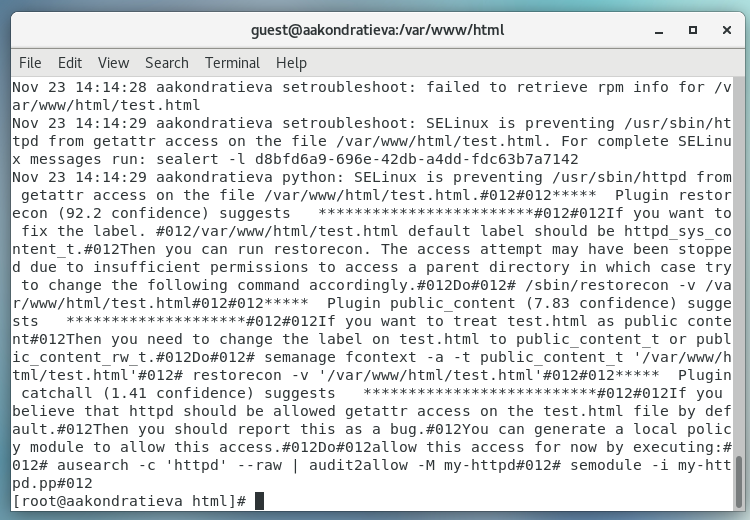 guest@aakondratieva:/var/www/html
File Edit View Search Terminal Help
Nov 23 14:14:28 aakondratieva setroubleshoot: failed to retrieve rpm info for /v
ar/www/html/test.html
Nov 23 14:14:29 aakondratieva setroubleshoot: SELinux is preventing /usr/sbin/ht
tpd from getattr access on the file /var/www/html/test.html. For complete SELinu
x messages run: sealert -l d8bfd6a9-696e-42db-a4dd-fdc63b7a7142
Nov 23 14:14:29 aakondratieva python: SELinux is preventing /usr/sbin/httpd from
 getattr access on the file /var/www/html/test.html.#012#012*****  Plugin restor
econ (92.2 confidence) suggests   ************************#012#012If you want to
 fix the label. #012/var/www/html/test.html default label should be httpd_sys_co
ntent_t.#012Then you can run restorecon. The access attempt may have been stoppe
d due to insufficient permissions to access a parent directory in which case try
 to change the following command accordingly.#012Do#012# /sbin/restorecon -v /va
r/www/html/test.html#012#012*****  Plugin public_content (7.83 confidence) sugge
sts   ********************#012#012If you want to treat test.html as public conte
nt#012Then you need to change the label on test.html to public_content_t or publ
ic_content_rw_t.#012Do#012# semanage fcontext -a -t public_content_t '/var/www/h
tml/test.html'#012# restorecon -v '/var/www/html/test.html'#012#012*****  Plugin
 catchall (1.41 confidence) suggests   **************************#012#012If you 
believe that httpd should be allowed getattr access on the test.html file by def
ault.#012Then you should report this as a bug.#012You can generate a local polic
y module to allow this access.#012Do#012allow this access for now by executing:#
012# ausearch -c 'httpd' --raw | audit2allow -M my-httpd#012# semodule -i my-htt
pd.pp#012
[root@aakondratieva html]#